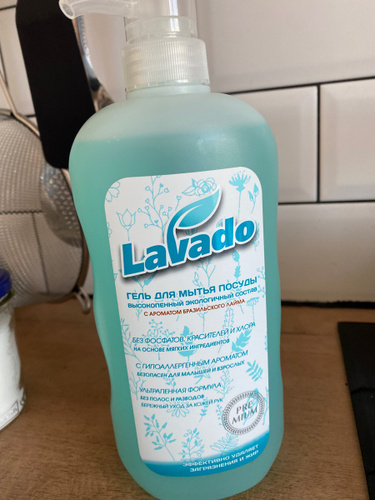 Lavado
ГЕЛЬ ДЛЯ МЫТЬЯ ПОСУДЫ
ВЫСОКОПЕННЫЙ ЭКОЛОГИЧНЫЙ СОСТАВ
С АРОМАТОМ БРАЗИЛЬСКОГО ЛАЙМА
БЕЗ ФОСФАТОВ, КРАСИТЕЛЕЙ И ХЛОРА
НА ОСНОВЕ МЯГКИХ ИНГРЕДИЕНТОВ
С ГИПОАЛЛЕРГЕННЫМ АРОМАТОМ
БЕЗОПАСЕН ДЛЯ МАЛЫШЕЙ И ВЗРОСЛЫХ
УЛЬТРАПЕННАЯ ФОРМУЛА
БЕЗ ПОЛОС И РАЗВОДОВ
БЕРЕЖНЫЙ УХОД ЗА КОЖЕЙ РУК
PRE
MIUM
ЭФФЕКТИВНО УДАЛЯЕТ
ЗАГРЯЗНЕНИЯ И ЖИР